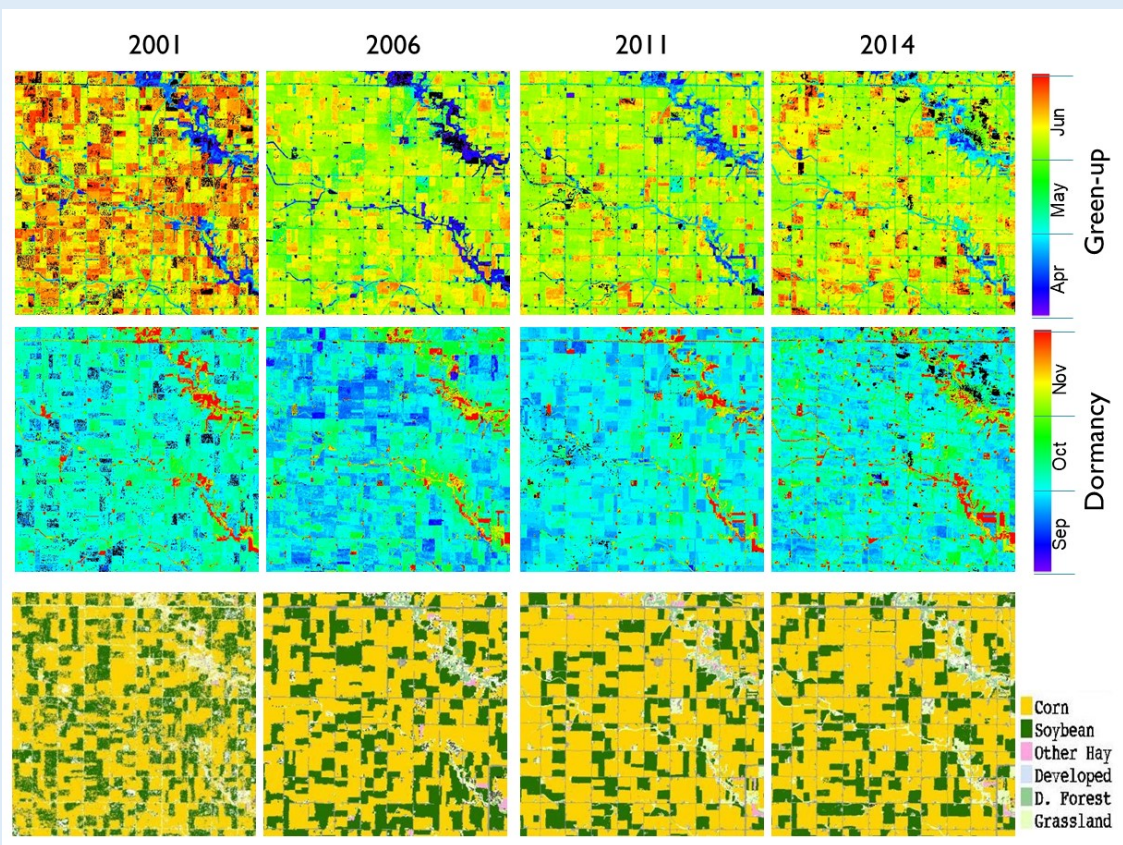 2001 2006 2011 2014
Jun
May
Apr
Green-up
Nov
Oct
Sep
Dormancy
Corn
Soybean
Other Hay
Developed
D. Forest
Grassland